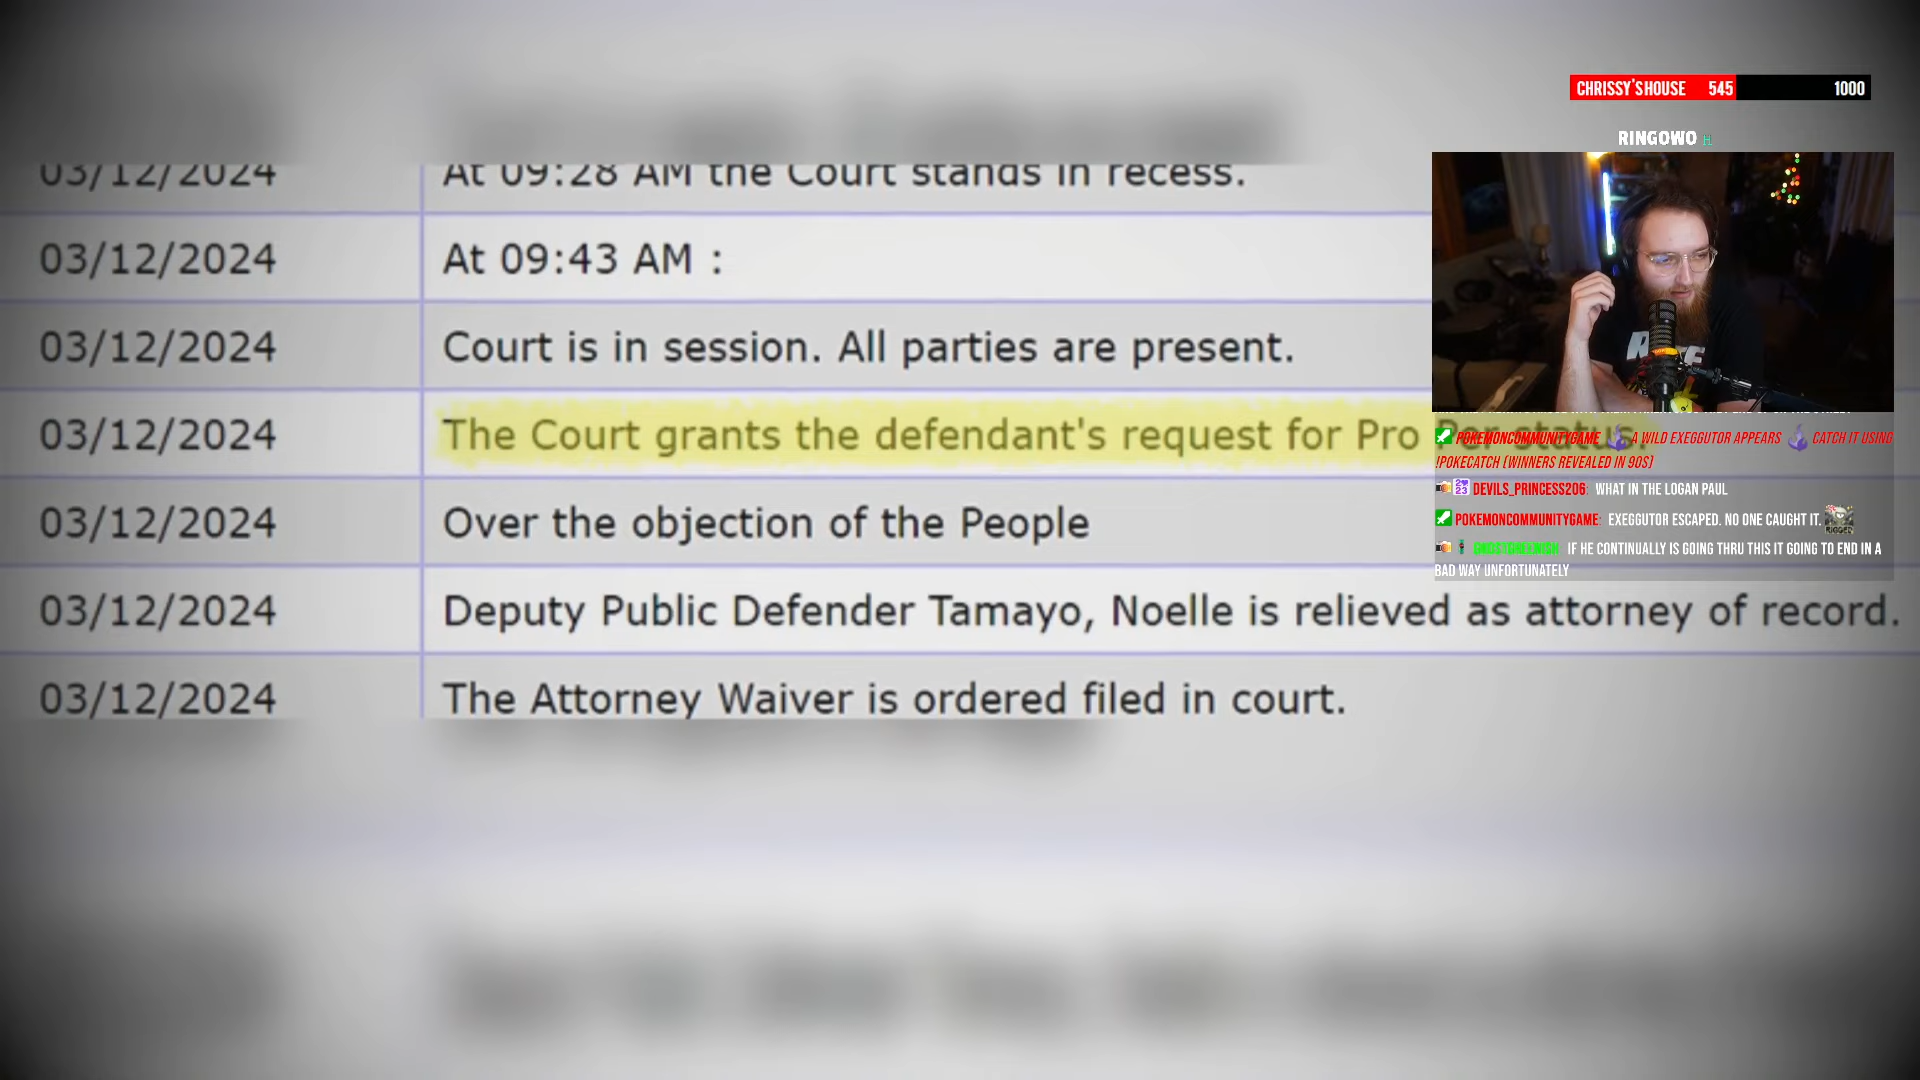 CHRISSY'SHOUSE 545 1000
RINGOWO
03/12/2024 At 09:28 AM the Court stands in recess.
03/12/2024 At 09:43 AM :
03/12/2024 Court is in session. All parties are present.
03/12/2024 The Court grants the defendant's request for Pro Per status.
03/12/2024 Over the objection of the People
03/12/2024 Deputy Public Defender Tamayo, Noelle is relieved as attorney of record.
03/12/2024 The Attorney Waiver is ordered filed in court.
POKEMONCOMMUNITYGAME A WILD EXEGGUTOR APPEARS CATCH IT USING
!POKECATCH (WINNERS REVEALED IN 90S)
DEVILS_PRINCESS206: WHAT IN THE LOGAN PAUL
POKEMONCOMMUNITYGAME: EXEGGUTOR ESCAPED. NO ONE CAUGHT IT. RIGGED
IF HE CONTINUALLY IS GOING THRU THIS IT GOING TO END IN A
BAD WAY UNFORTUNATELY